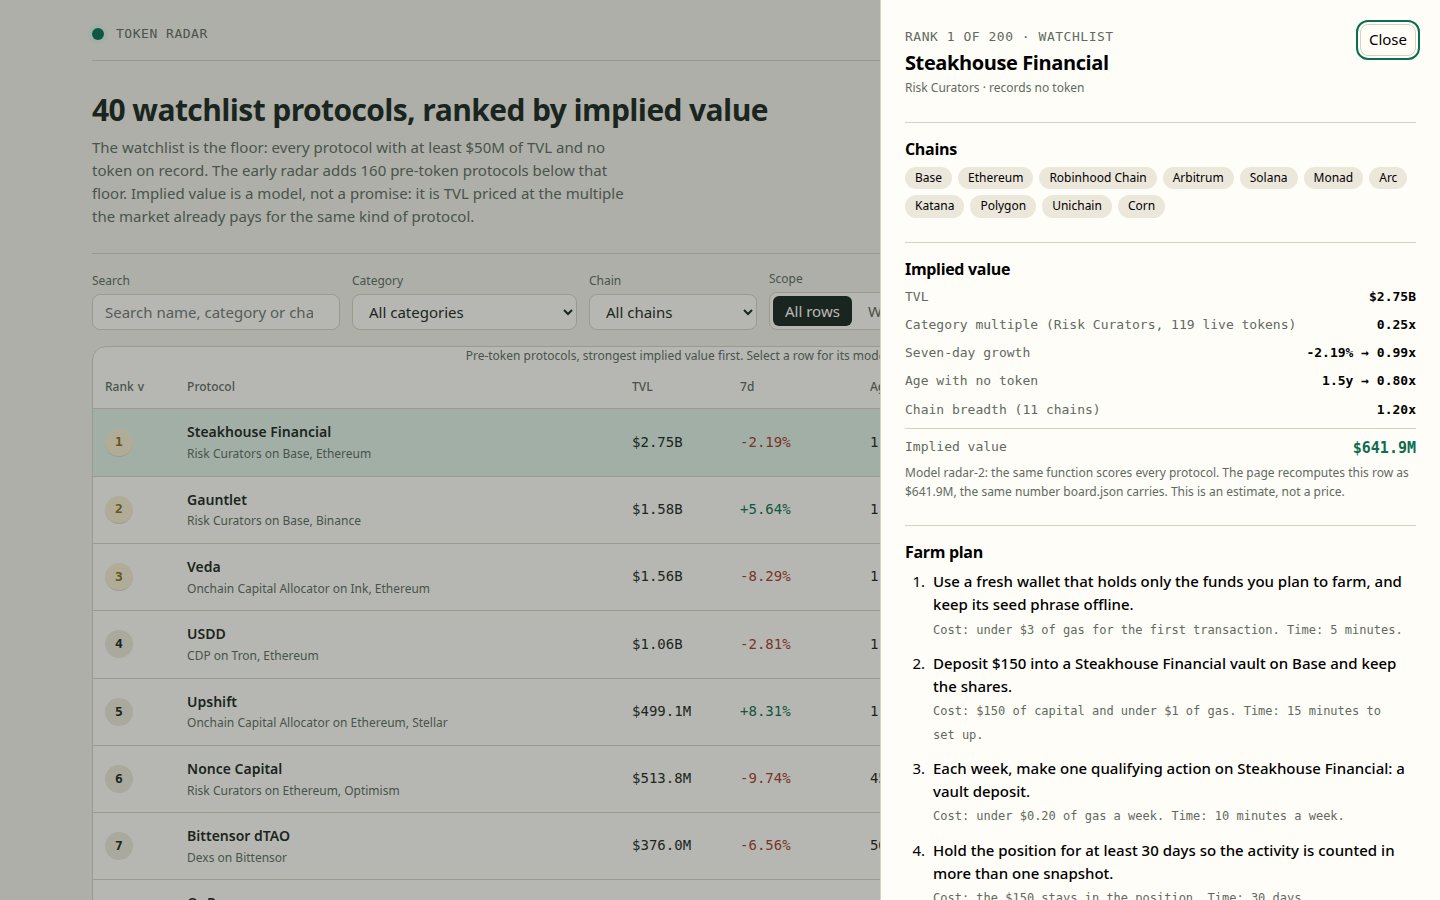 TOKEN RADAR
40 watchlist protocols, ranked by implied value
The watchlist is the floor: every protocol with at least $50M of TVL and no
token on record. The early radar adds 160 pre-token protocols below that
floor. Implied value is a model, not a promise: it is TVL priced at the multiple
the market already pays for the same kind of protocol.
Search
Category
Chain
Scope
Search name, category or cha
All categories
All chains
All rows
Pre-token protocols, strongest implied value first. Select a row for its
Rank v
Protocol
TVL
7d
1
Steakhouse Financial
Risk Curators on Base, Ethereum
$2.75B
-2.19%
2
Gauntlet
Risk Curators on Base, Binance
$1.58B
+5.64%
3
Veda
Onchain Capital Allocator on Ink, Ethereum
$1.56B
-8.29%
4
USDD
CDP on Tron, Ethereum
$1.06B
-2.81%
5
Upshift
Onchain Capital Allocator on Ethereum, Stellar
$499.1M
+8.31%
6
Nonce Capital
Risk Curators on Ethereum, Optimism
$513.8M
-9.74%
7
Bittensor dTAO
Dexs on Bittensor
$376.0M
-6.56%
RANK 1 OF 200 · WATCHLIST
Close
Steakhouse Financial
Risk Curators · records no token
Chains
Base
Ethereum
Robinhood Chain
Arbitrum
Solana
Monad
Arc
Katana
Polygon
Unichain
Corn
Implied value
TVL
$2.75B
Category multiple (Risk Curators, 119 live tokens)
0.25x
Seven-day growth
-2.19% → 0.99x
Age with no token
1.5y → 0.80x
Chain breadth (11 chains)
1.20x
Implied value
$641.9M
Model radar-2: the same function scores every protocol. The page recomputes this row as
$641.9M, the same number board.json carries. This is an estimate, not a price.
Farm plan
1. Use a fresh wallet that holds only the funds you plan to farm, and
keep its seed phrase offline.
Cost: under $3 of gas for the first transaction. Time: 5 minutes.
2. Deposit $150 into a Steakhouse Financial vault on Base and keep
the shares.
Cost: $150 of capital and under $1 of gas. Time: 15 minutes to
set up.
3. Each week, make one qualifying action on Steakhouse Financial: a
vault deposit.
Cost: under $0.20 of gas a week. Time: 10 minutes a week.
4. Hold the position for at least 30 days so the activity is counted in
more than one snapshot.
Cost: the $150 stays in the position. Time: 30 days.